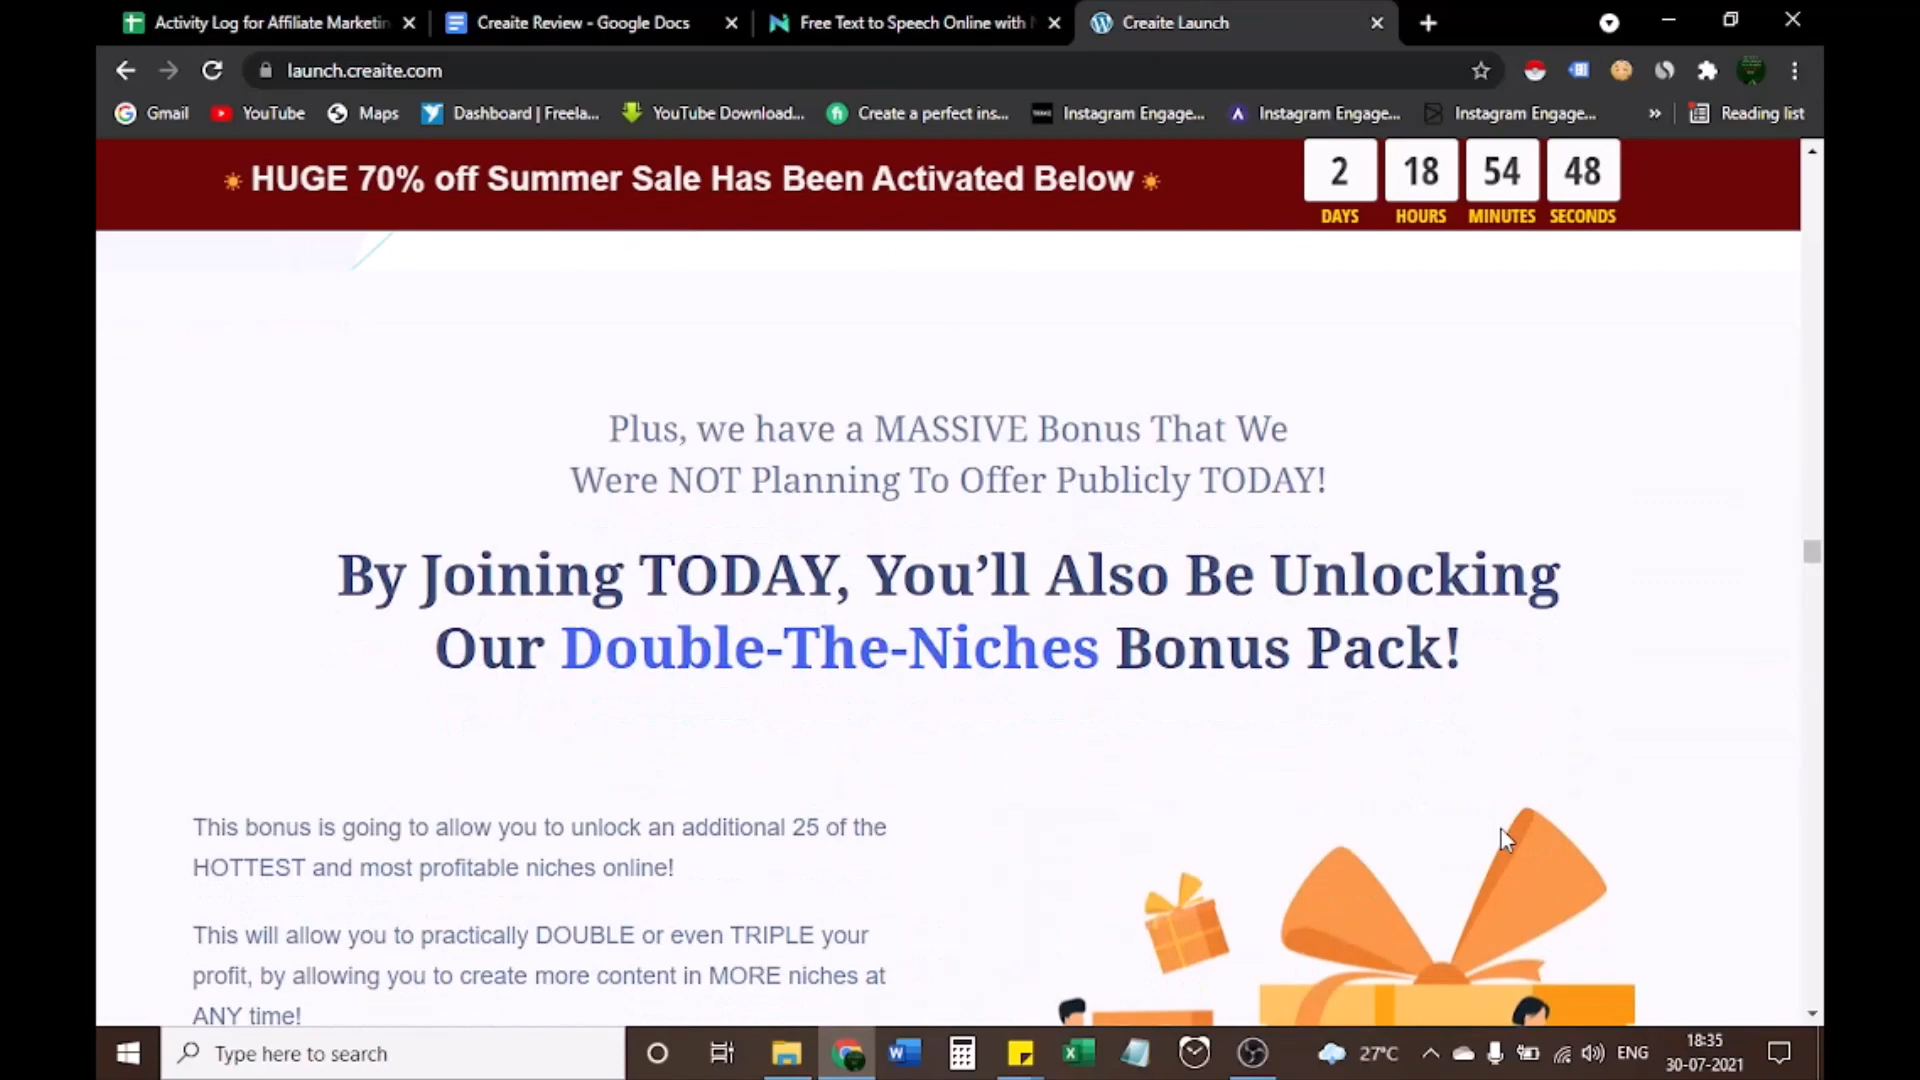 Activity Log for Affiliate Marketin
Creaite Review - Google Docs
Free Text to Speech Online with
Creaite Launch
launch.creaite.com
Gmail
YouTube
Maps
Dashboard | Freela...
YouTube Download...
Create a perfect ins...
Instagram Engage...
Instagram Engage...
Instagram Engage...
Reading list
HUGE 70% off Summer Sale Has Been Activated Below
2 18 54 48
DAYS HOURS MINUTES SECONDS
Plus, we have a MASSIVE Bonus That We
Were NOT Planning To Offer Publicly TODAY!
By Joining TODAY, You’ll Also Be Unlocking
Our Double-The-Niches Bonus Pack!
This bonus is going to allow you to unlock an additional 25 of the
HOTTEST and most profitable niches online!
This will allow you to practically DOUBLE or even TRIPLE your
profit, by allowing you to create more content in MORE niches at
ANY time!
Type here to search
27°C
ENG
18:35
30-07-2021